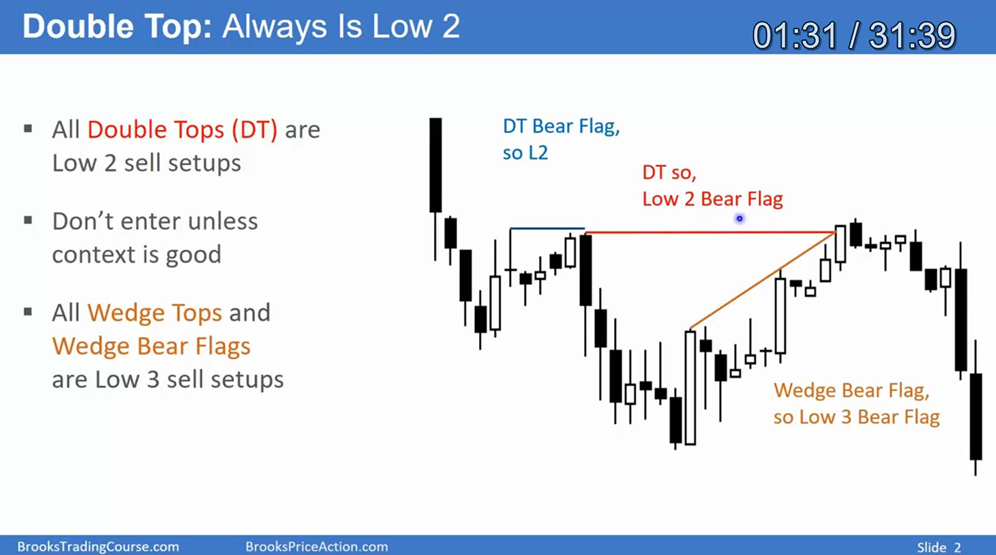 Double Top: Always Is Low 2
01:31 / 31:39
▪ All Double Tops (DT) are
Low 2 sell setups
▪ Don’t enter unless
context is good
▪ All Wedge Tops and
Wedge Bear Flags
are Low 3 sell setups
DT Bear Flag,
so L2
DT so,
Low 2 Bear Flag
Wedge Bear Flag,
so Low 3 Bear Flag
BrooksTradingCourse.com
BrooksPriceAction.com
Slide 2